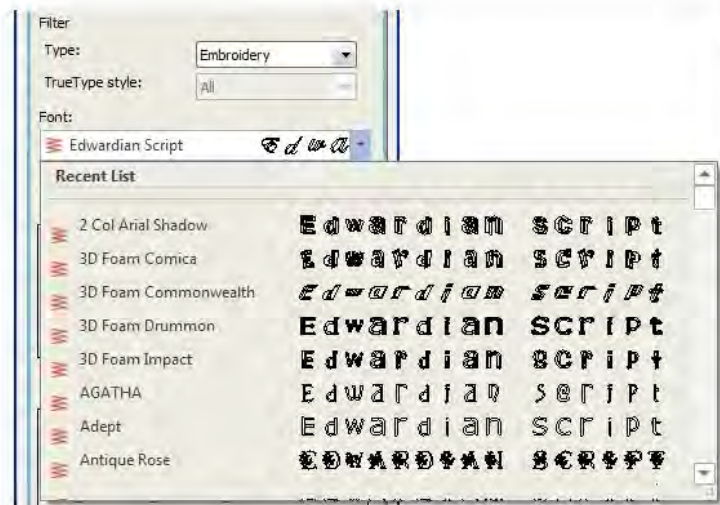 Filter
Type: Embroidery
TrueType style: All
Font:
Edwardian Script E d w a
Recent List
2 Col Arial Shadow Edwardian Script
3D Foam Comica Edwardian Script
3D Foam Commonwealth Edwardian Script
3D Foam Drummon Edwardian Script
3D Foam Impact Edwardian Script
AGATHA Edwardian Script
Adept Edwardian Script
Antique Rose EDWARDIAN SCRIPT